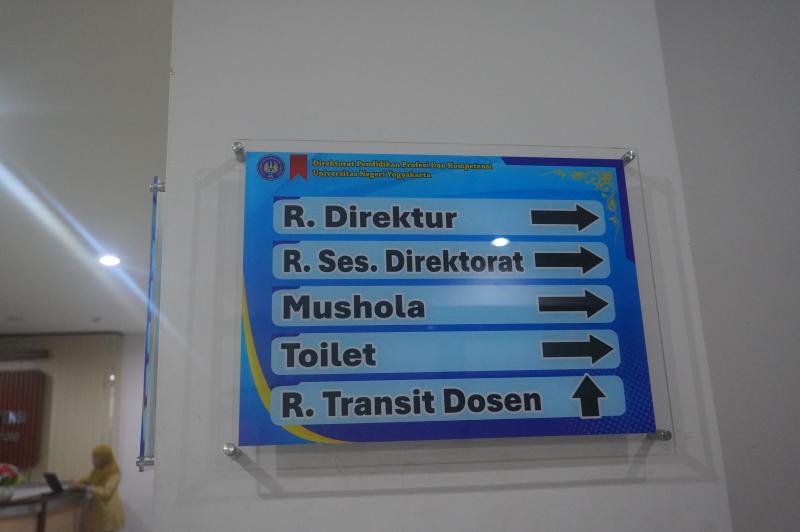 Direktorat Pendidikan Profesi Dan Kompetensi
Universitas Negeri Yogyakarta
R. Direktur
R. Ses. Direktorat
Mushola
Toilet
R. Transit Dosen